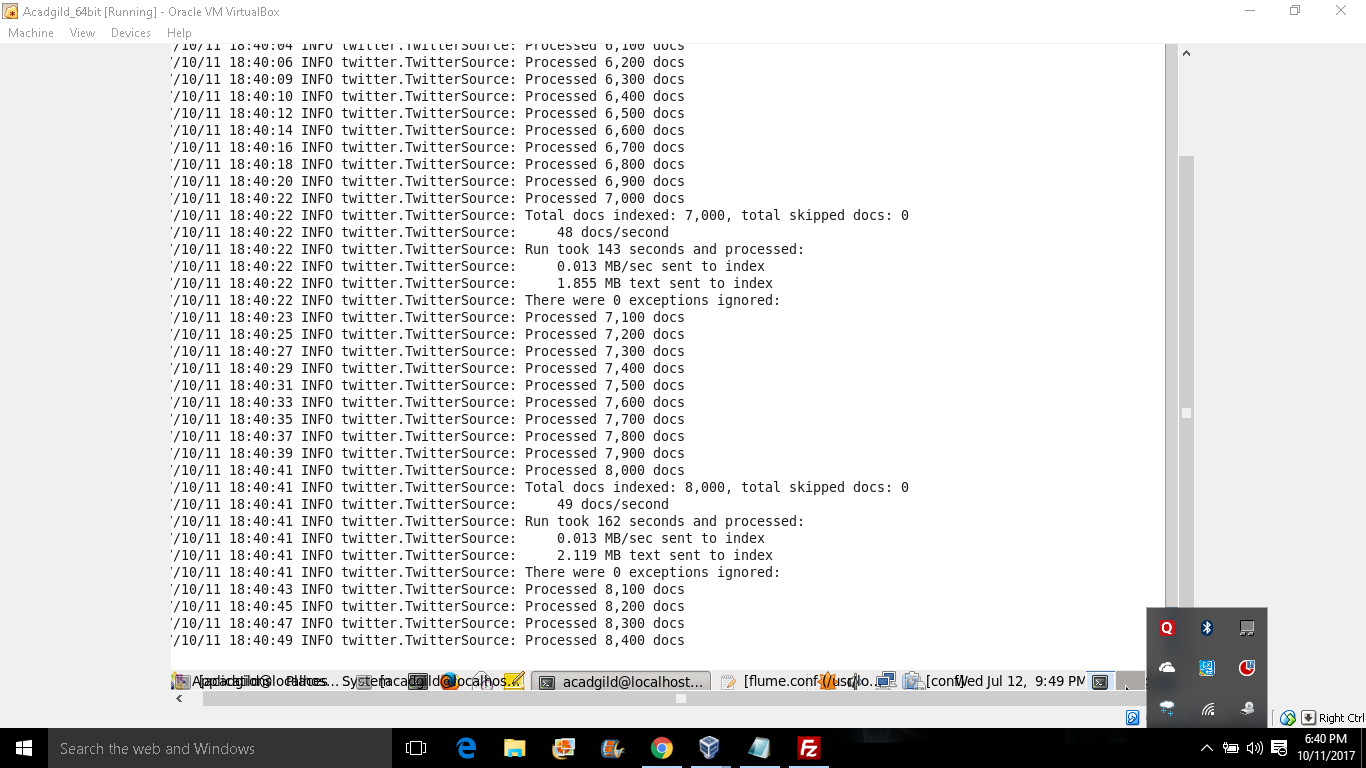 Acadgild_64bit [Running] - Oracle VM VirtualBox
Machine View Devices Help
/10/11 18:40:04 INFO twitter.TwitterSource: Processed 6,100 docs
/10/11 18:40:06 INFO twitter.TwitterSource: Processed 6,200 docs
/10/11 18:40:09 INFO twitter.TwitterSource: Processed 6,300 docs
/10/11 18:40:10 INFO twitter.TwitterSource: Processed 6,400 docs
/10/11 18:40:12 INFO twitter.TwitterSource: Processed 6,500 docs
/10/11 18:40:14 INFO twitter.TwitterSource: Processed 6,600 docs
/10/11 18:40:16 INFO twitter.TwitterSource: Processed 6,700 docs
/10/11 18:40:18 INFO twitter.TwitterSource: Processed 6,800 docs
/10/11 18:40:20 INFO twitter.TwitterSource: Processed 6,900 docs
/10/11 18:40:22 INFO twitter.TwitterSource: Processed 7,000 docs
/10/11 18:40:22 INFO twitter.TwitterSource: Total docs indexed: 7,000, total skipped docs: 0
/10/11 18:40:22 INFO twitter.TwitterSource: 48 docs/second
/10/11 18:40:22 INFO twitter.TwitterSource: Run took 143 seconds and processed:
/10/11 18:40:22 INFO twitter.TwitterSource: 0.013 MB/sec sent to index
/10/11 18:40:22 INFO twitter.TwitterSource: 1.855 MB text sent to index
/10/11 18:40:22 INFO twitter.TwitterSource: There were 0 exceptions ignored:
/10/11 18:40:23 INFO twitter.TwitterSource: Processed 7,100 docs
/10/11 18:40:25 INFO twitter.TwitterSource: Processed 7,200 docs
/10/11 18:40:27 INFO twitter.TwitterSource: Processed 7,300 docs
/10/11 18:40:29 INFO twitter.TwitterSource: Processed 7,400 docs
/10/11 18:40:31 INFO twitter.TwitterSource: Processed 7,500 docs
/10/11 18:40:33 INFO twitter.TwitterSource: Processed 7,600 docs
/10/11 18:40:35 INFO twitter.TwitterSource: Processed 7,700 docs
/10/11 18:40:37 INFO twitter.TwitterSource: Processed 7,800 docs
/10/11 18:40:39 INFO twitter.TwitterSource: Processed 7,900 docs
/10/11 18:40:41 INFO twitter.TwitterSource: Processed 8,000 docs
/10/11 18:40:41 INFO twitter.TwitterSource: Total docs indexed: 8,000, total skipped docs: 0
/10/11 18:40:41 INFO twitter.TwitterSource: 49 docs/second
/10/11 18:40:41 INFO twitter.TwitterSource: Run took 162 seconds and processed:
/10/11 18:40:41 INFO twitter.TwitterSource: 0.013 MB/sec sent to index
/10/11 18:40:41 INFO twitter.TwitterSource: 2.119 MB text sent to index
/10/11 18:40:41 INFO twitter.TwitterSource: There were 0 exceptions ignored:
/10/11 18:40:43 INFO twitter.TwitterSource: Processed 8,100 docs
/10/11 18:40:45 INFO twitter.TwitterSource: Processed 8,200 docs
/10/11 18:40:47 INFO twitter.TwitterSource: Processed 8,300 docs
/10/11 18:40:49 INFO twitter.TwitterSource: Processed 8,400 docs
acadgild@localhost... [conf] Wed Jul 12, 9:49 PM
Right Ctrl
Search the web and Windows
6:40 PM
10/11/2017